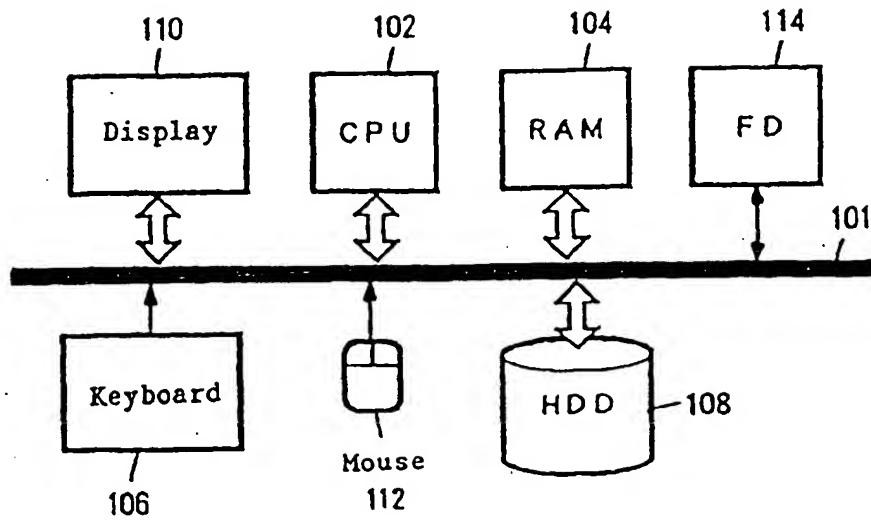 110
102
104
114
Display
CPU
RAM
FD
101
Keyboard
HDD
108
Mouse
106
112